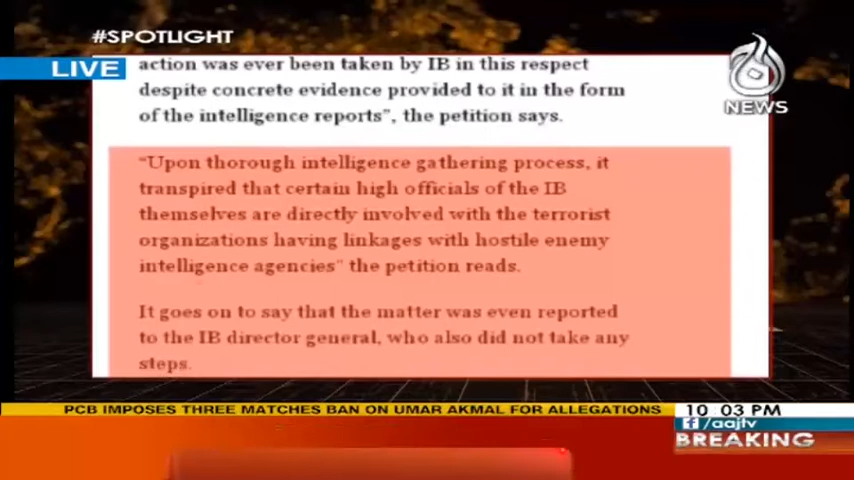 #SPOTLIGHT
LIVE
action was ever been taken by IB in this respect
despite concrete evidence provided to it in the form
of the intelligence reports”, the petition says.
“Upon thorough intelligence gathering process, it
transpired that certain high officials of the IB
themselves are directly involved with the terrorist
organizations having linkages with hostile enemy
intelligence agencies” the petition reads.
It goes on to say that the matter was even reported
to the IB director general, who also did not take any
steps.
NEWS
PCB IMPOSES THREE MATCHES BAN ON UMAR AKMAL FOR ALLEGATIONS
10 03 PM
f /aajtv
BREAKING